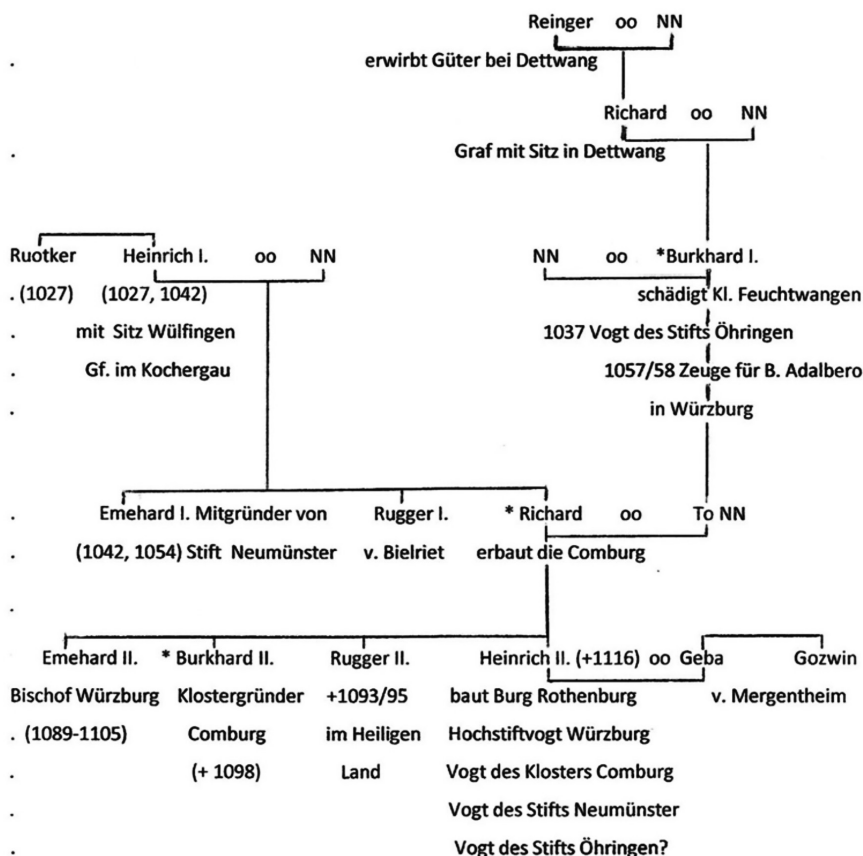 Reinger oo NN
. erwirbt Güter bei Dettwang
Richard oo NN
. Graf mit Sitz in Dettwang
Ruotker Heinrich I. oo NN NN oo *Burkhard I.
. (1027) (1027, 1042) schädigt Kl. Feuchtwangen
. mit Sitz Wülfingen 1037 Vogt des Stifts Öhringen
. Gf. im Kochergau 1057/58 Zeuge für B. Adalbero
. in Würzburg
. Emehard I. Mitgründer von Rugger I. * Richard oo To NN
. (1042, 1054) Stift Neumünster v. Bielriet erbaut die Comburg
.
Emehard II. * Burkhard II. Rugger II. Heinrich II. (+1116) oo Geba Gozwin
Bischof Würzburg Klostergründer +1093/95 baut Burg Rothenburg v. Mergentheim
. (1089-1105) Comburg im Heiligen Hochstiftvogt Würzburg
. (+ 1098) Land Vogt des Klosters Comburg
. Vogt des Stifts Neumünster
. Vogt des Stifts Öhringen?